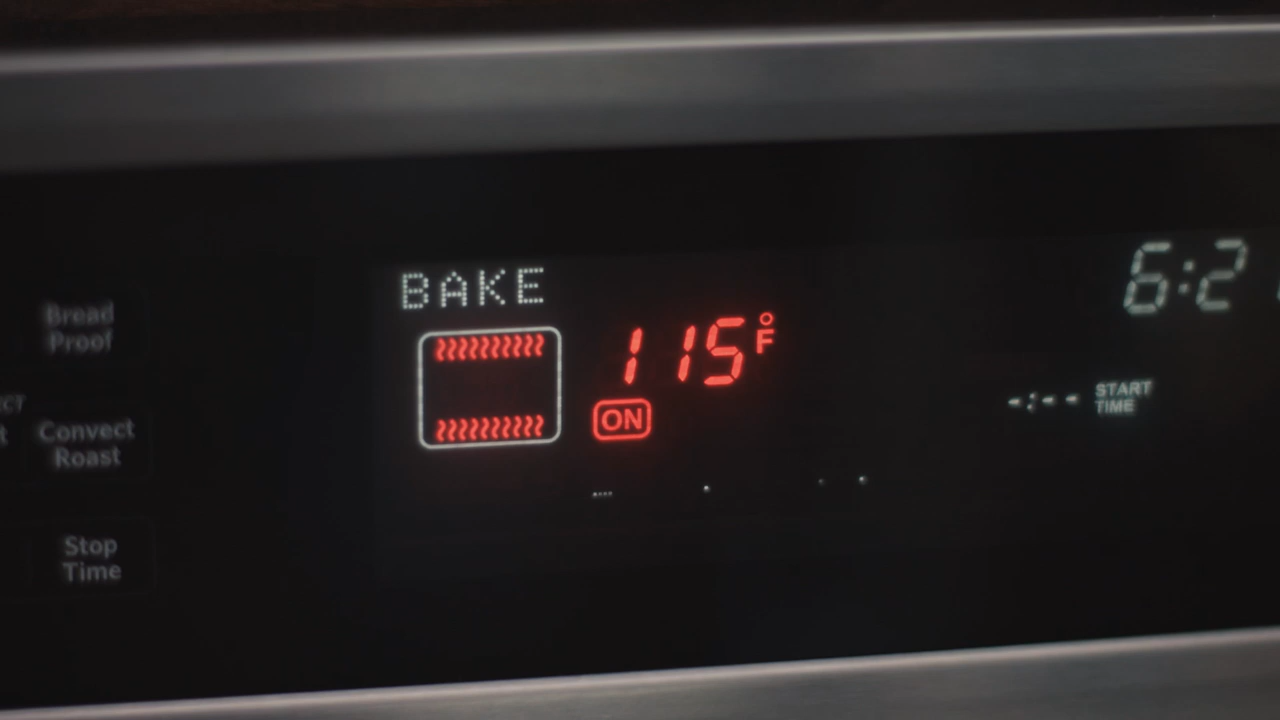 BAKE
115°F
ON
6:2
-:--
START
TIME
Bread
Proof
Convect
Roast
Stop
Time